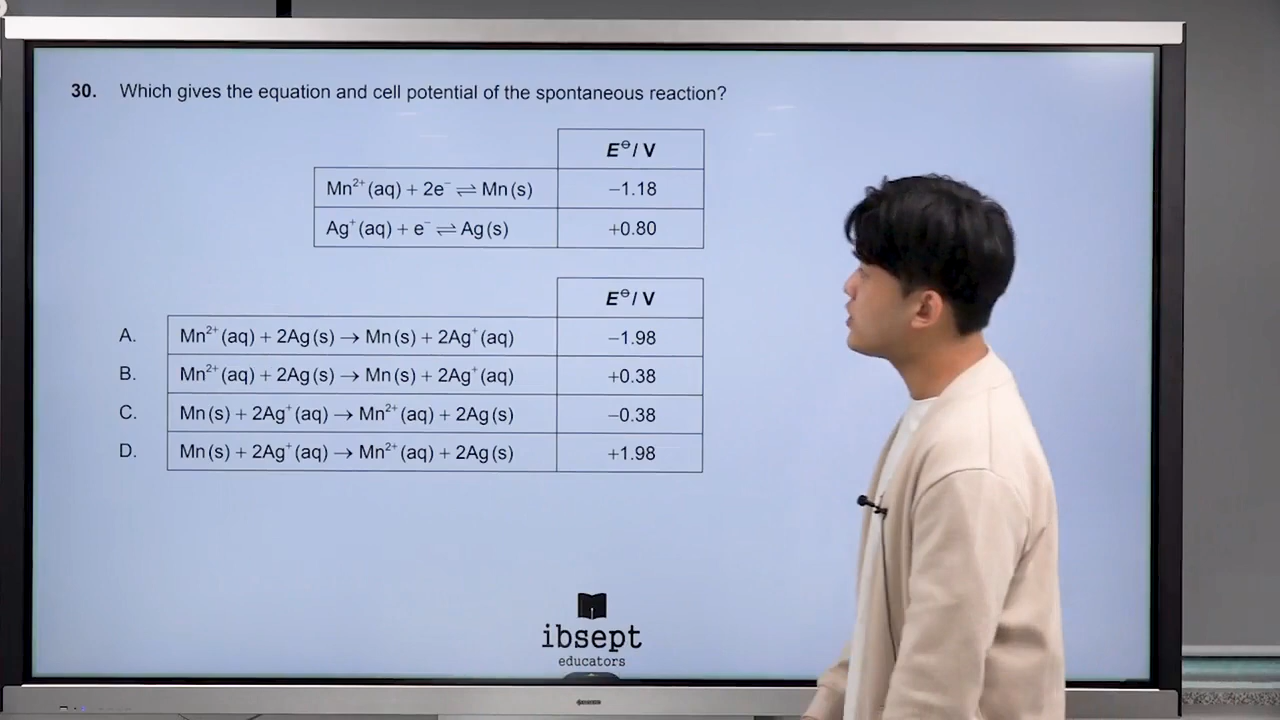 30. Which gives the equation and cell potential of the spontaneous reaction?
E⊖ / V
Mn²⁺(aq) + 2e⁻ ⇌ Mn(s) −1.18
Ag⁺(aq) + e⁻ ⇌ Ag(s) +0.80
E⊖ / V
A. Mn²⁺(aq) + 2Ag(s) → Mn(s) + 2Ag⁺(aq) −1.98
B. Mn²⁺(aq) + 2Ag(s) → Mn(s) + 2Ag⁺(aq) +0.38
C. Mn(s) + 2Ag⁺(aq) → Mn²⁺(aq) + 2Ag(s) −0.38
D. Mn(s) + 2Ag⁺(aq) → Mn²⁺(aq) + 2Ag(s) +1.98
ibsept
educators